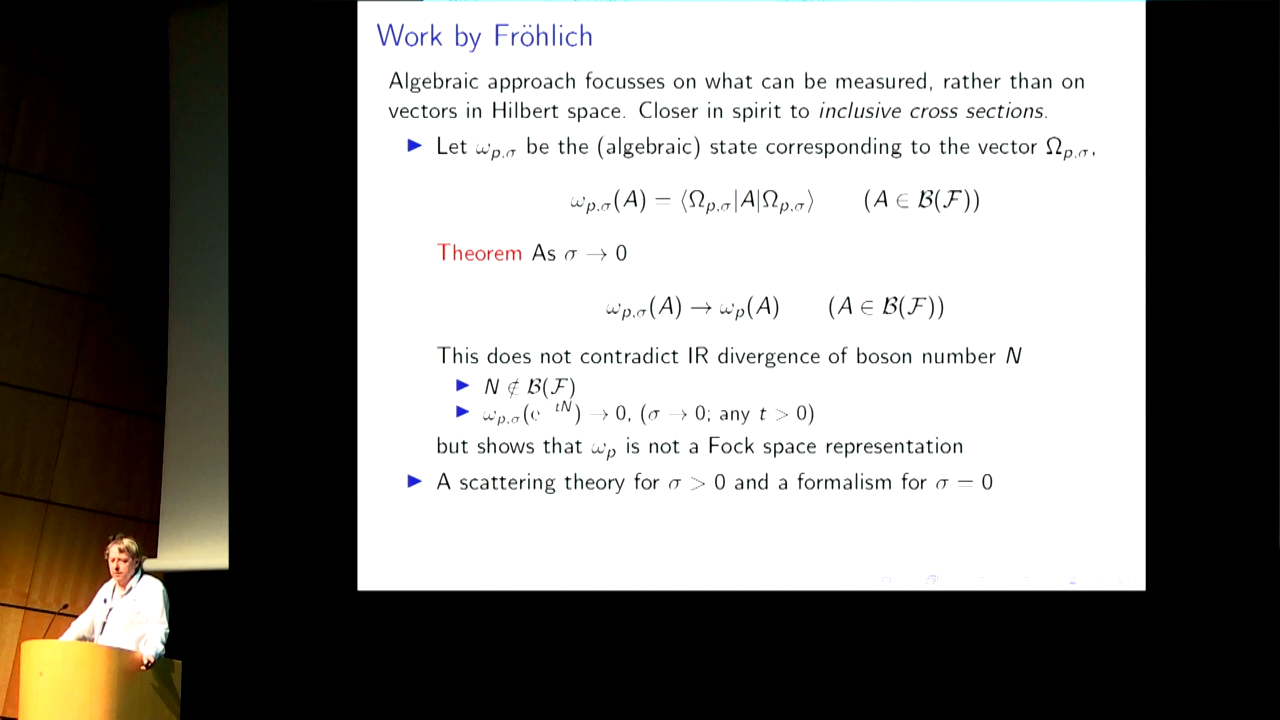 Work by Fröhlich
Algebraic approach focusses on what can be measured, rather than on
vectors in Hilbert space. Closer in spirit to inclusive cross sections.
▶ Let ω_{p,σ} be the (algebraic) state corresponding to the vector Ω_{p,σ},
ω_{p,σ}(A) = ⟨Ω_{p,σ}|A|Ω_{p,σ}⟩ (A ∈ B(F))
Theorem As σ → 0
ω_{p,σ}(A) → ω_p(A) (A ∈ B(F))
This does not contradict IR divergence of boson number N
▶ N ∉ B(F)
▶ ω_{p,σ}(e^{tN}) → 0, (σ → 0; any t > 0)
but shows that ω_p is not a Fock space representation
▶ A scattering theory for σ > 0 and a formalism for σ = 0